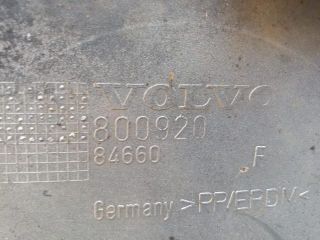 VOLVO
800920
84660 F
Germany >PP/EPDM<